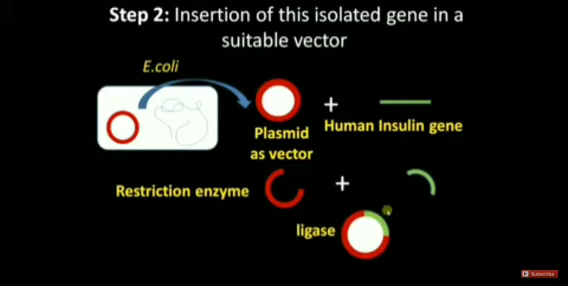 Step 2: Insertion of this isolated gene in a
suitable vector
E.coli
+
Plasmid
as vector
Human Insulin gene
Restriction enzyme
+
ligase
Subscribe